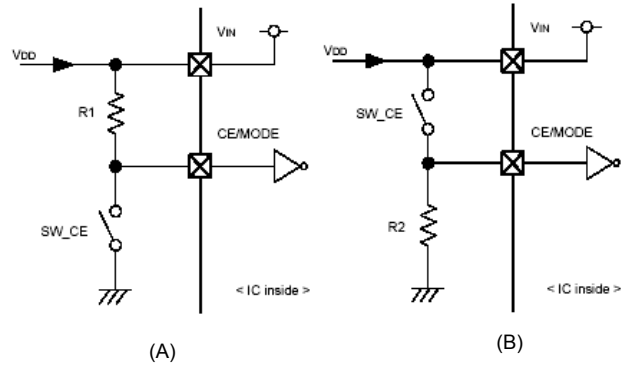 VDD
VIN
R1
CE/MODE
SW_CE
< IC inside >
(A)
VDD
VIN
SW_CE
CE/MODE
R2
< IC inside >
(B)